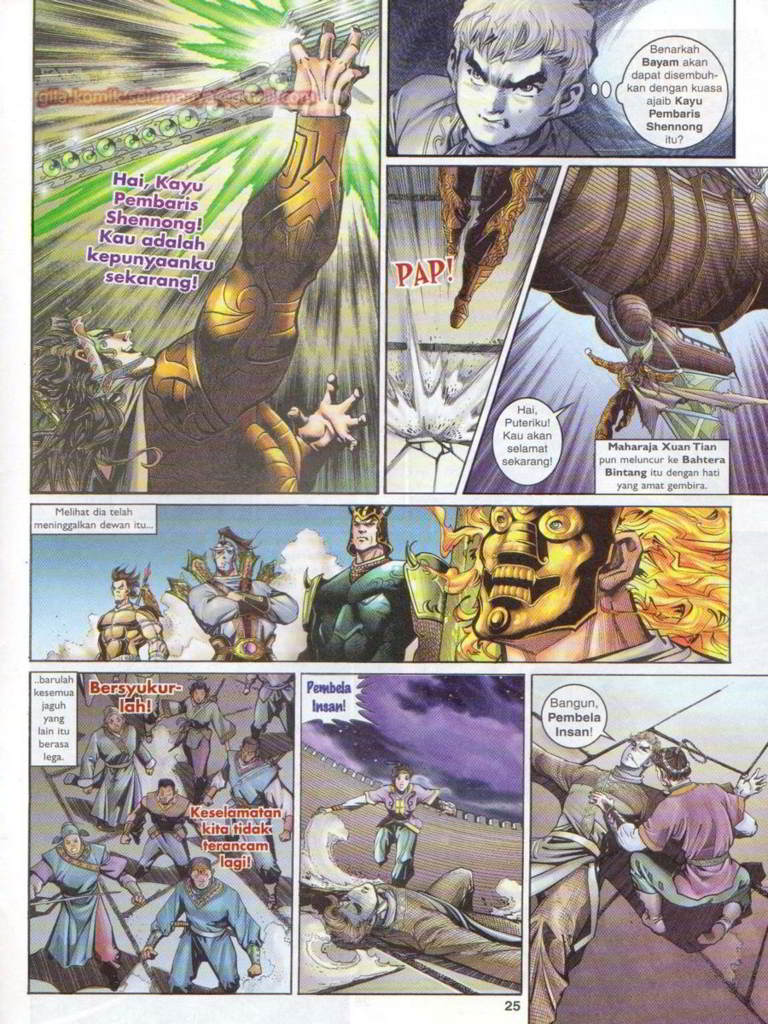 Hai, Kayu
Pembaris
Shennong!
Kau adalah
kepunyaanku
sekarang!
Benarkah
Bayam akan
dapat disembuh-
kan dengan kuasa
ajaib Kayu
Pembaris
Shennong
itu?
PAP!
Hai,
Puteriku!
Kau akan
selamat
sekarang!
Maharaja Xuan Tian
pun meluncur ke Bahtera
Bintang itu dengan hati
yang amat gembira.
Melihat dia telah
meninggalkan dewan itu...
..barulah
kesemua
jaguh
yang
lain itu
berasa
lega.
Bersyukur-
lah!
Keselamatan
kita tidak
terancam
lagi!
Pembela
Insan!
Bangun,
Pembela
Insan!
25